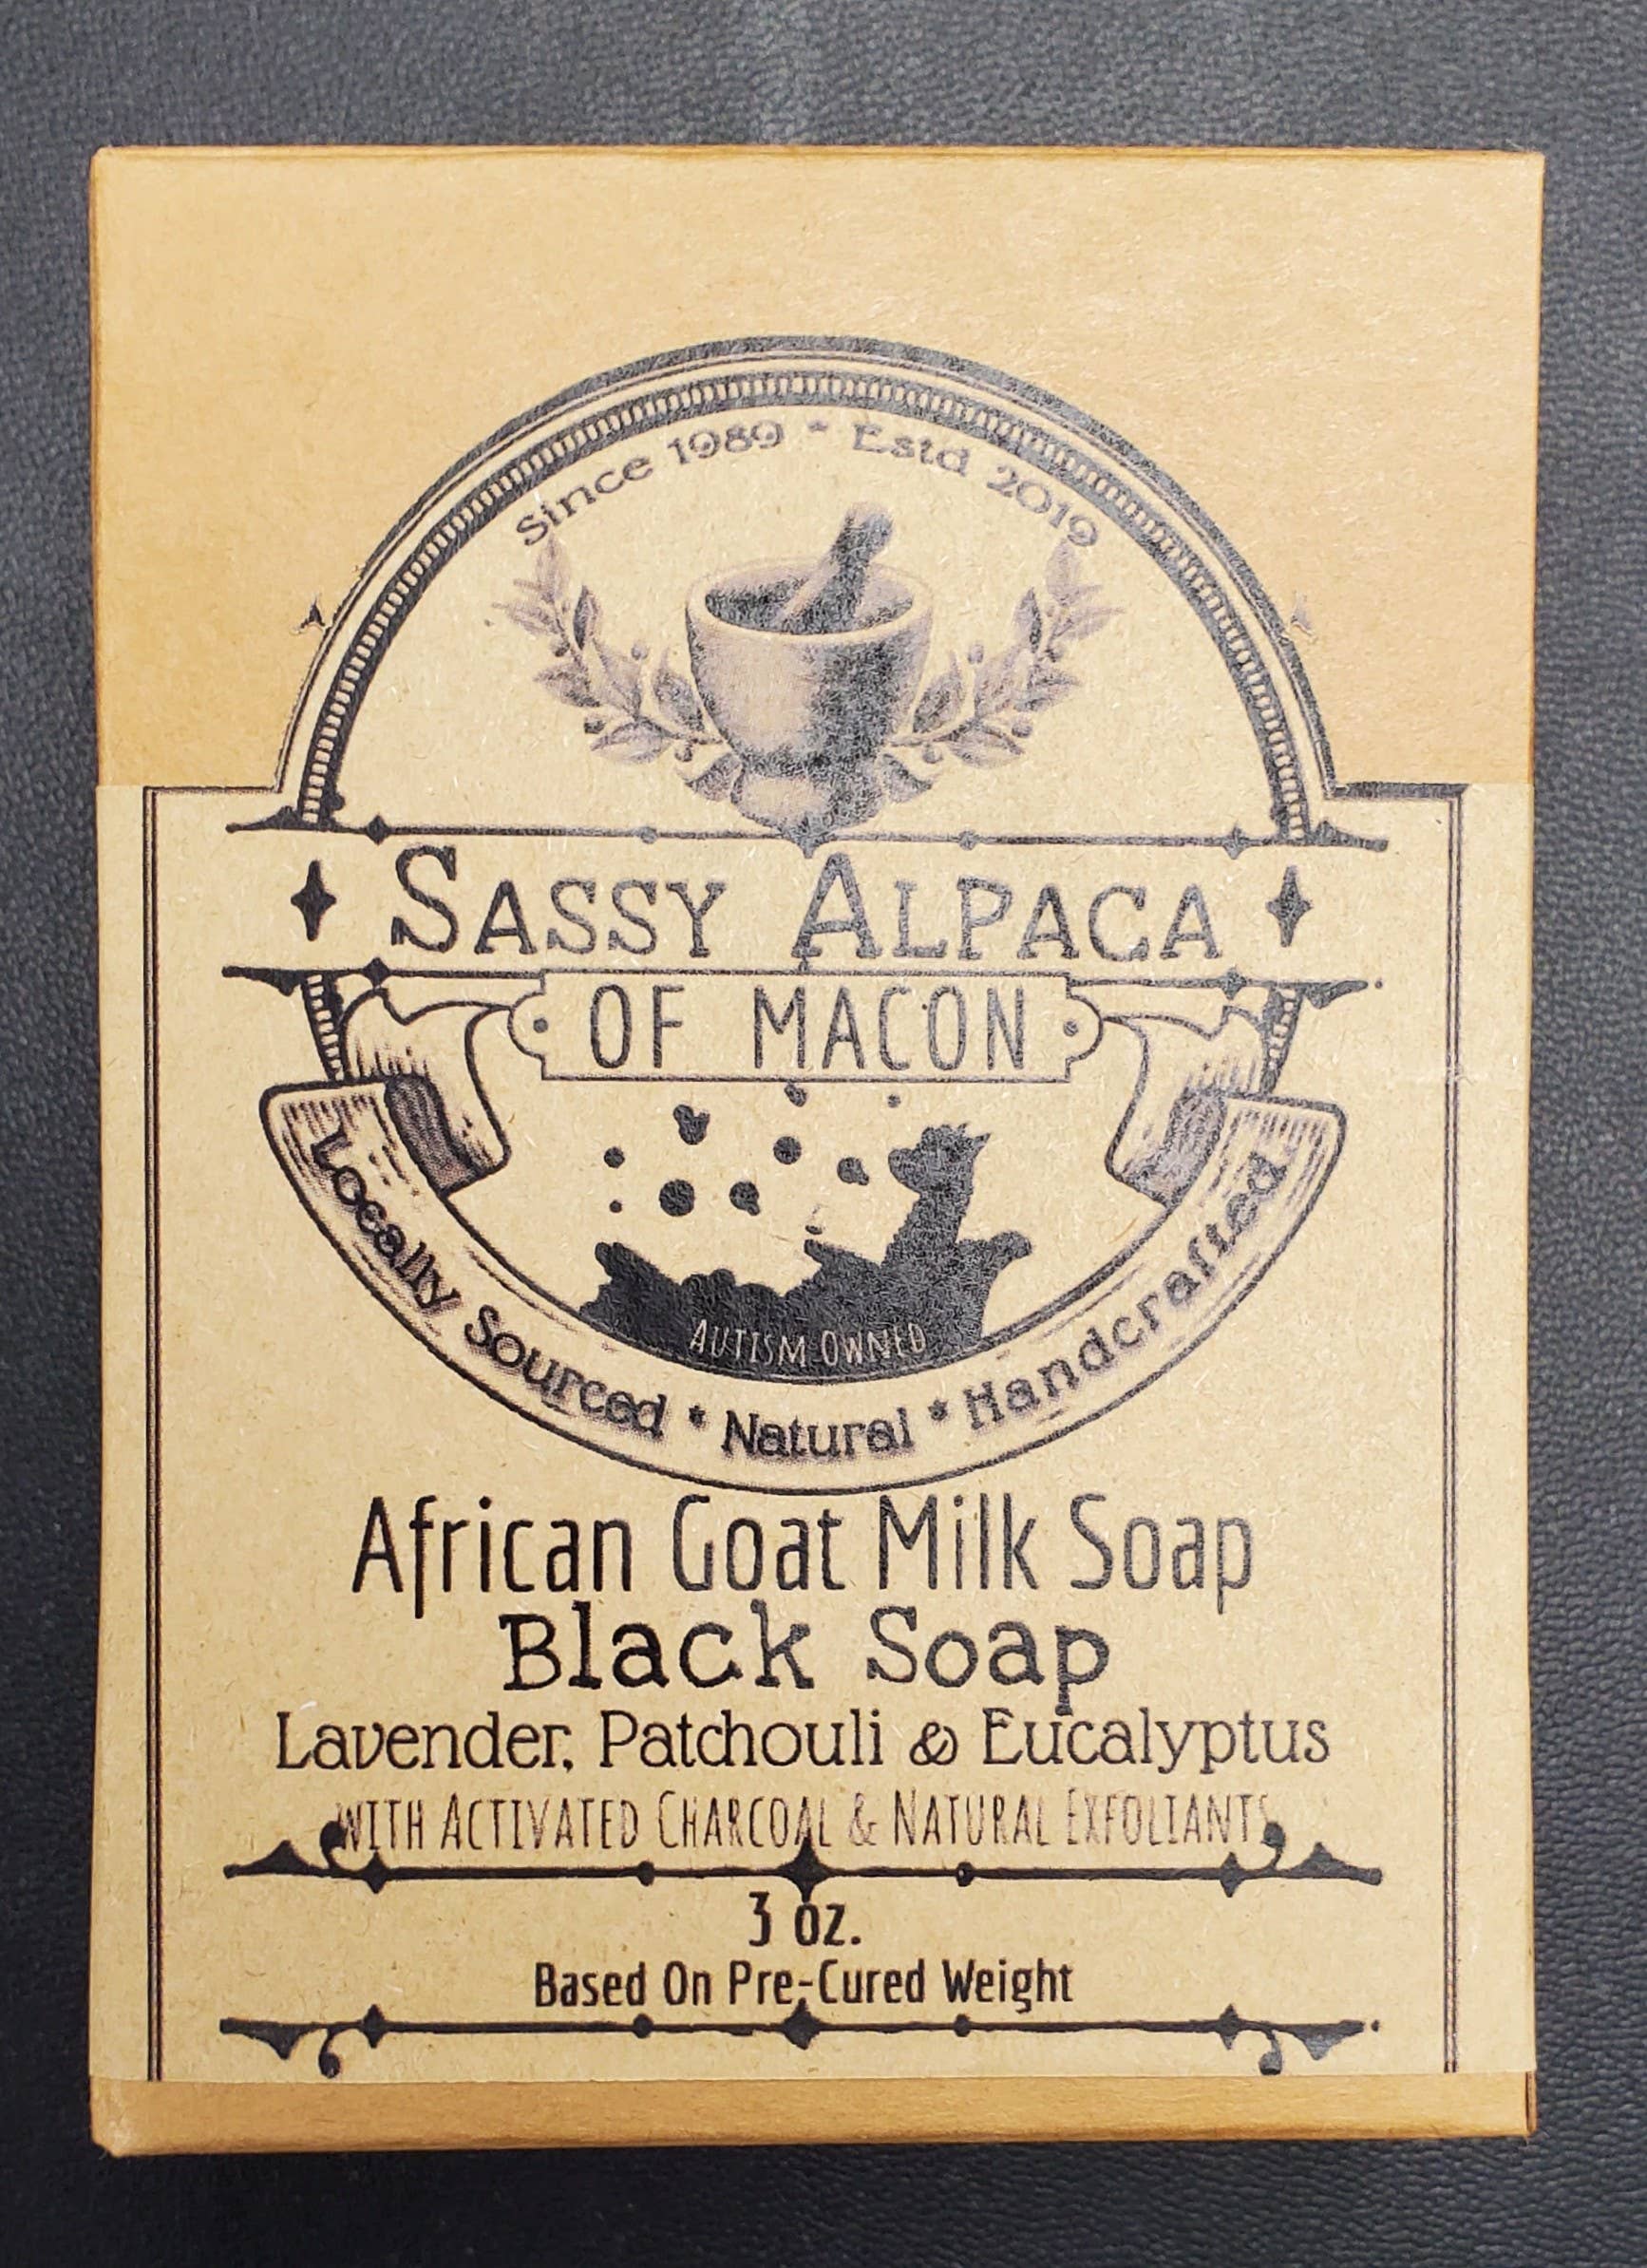 Since 1989 * Estd 2019
SASSY ALPACA
OF MACON
AUTISM OWNED
Locally Sourced * Natural * Handcrafted
African Goat Milk Soap
Black Soap
Lavender, Patchouli & Eucalyptus
WITH ACTIVATED CHARCOAL & NATURAL EXFOLIANTS
3 oz.
Based On Pre-Cured Weight